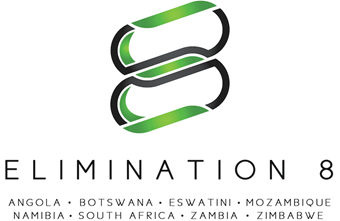 ELIMINATION 8
ANGOLA • BOTSWANA • ESWATINI • MOZAMBIQUE
NAMIBIA • SOUTH AFRICA • ZAMBIA • ZIMBABWE